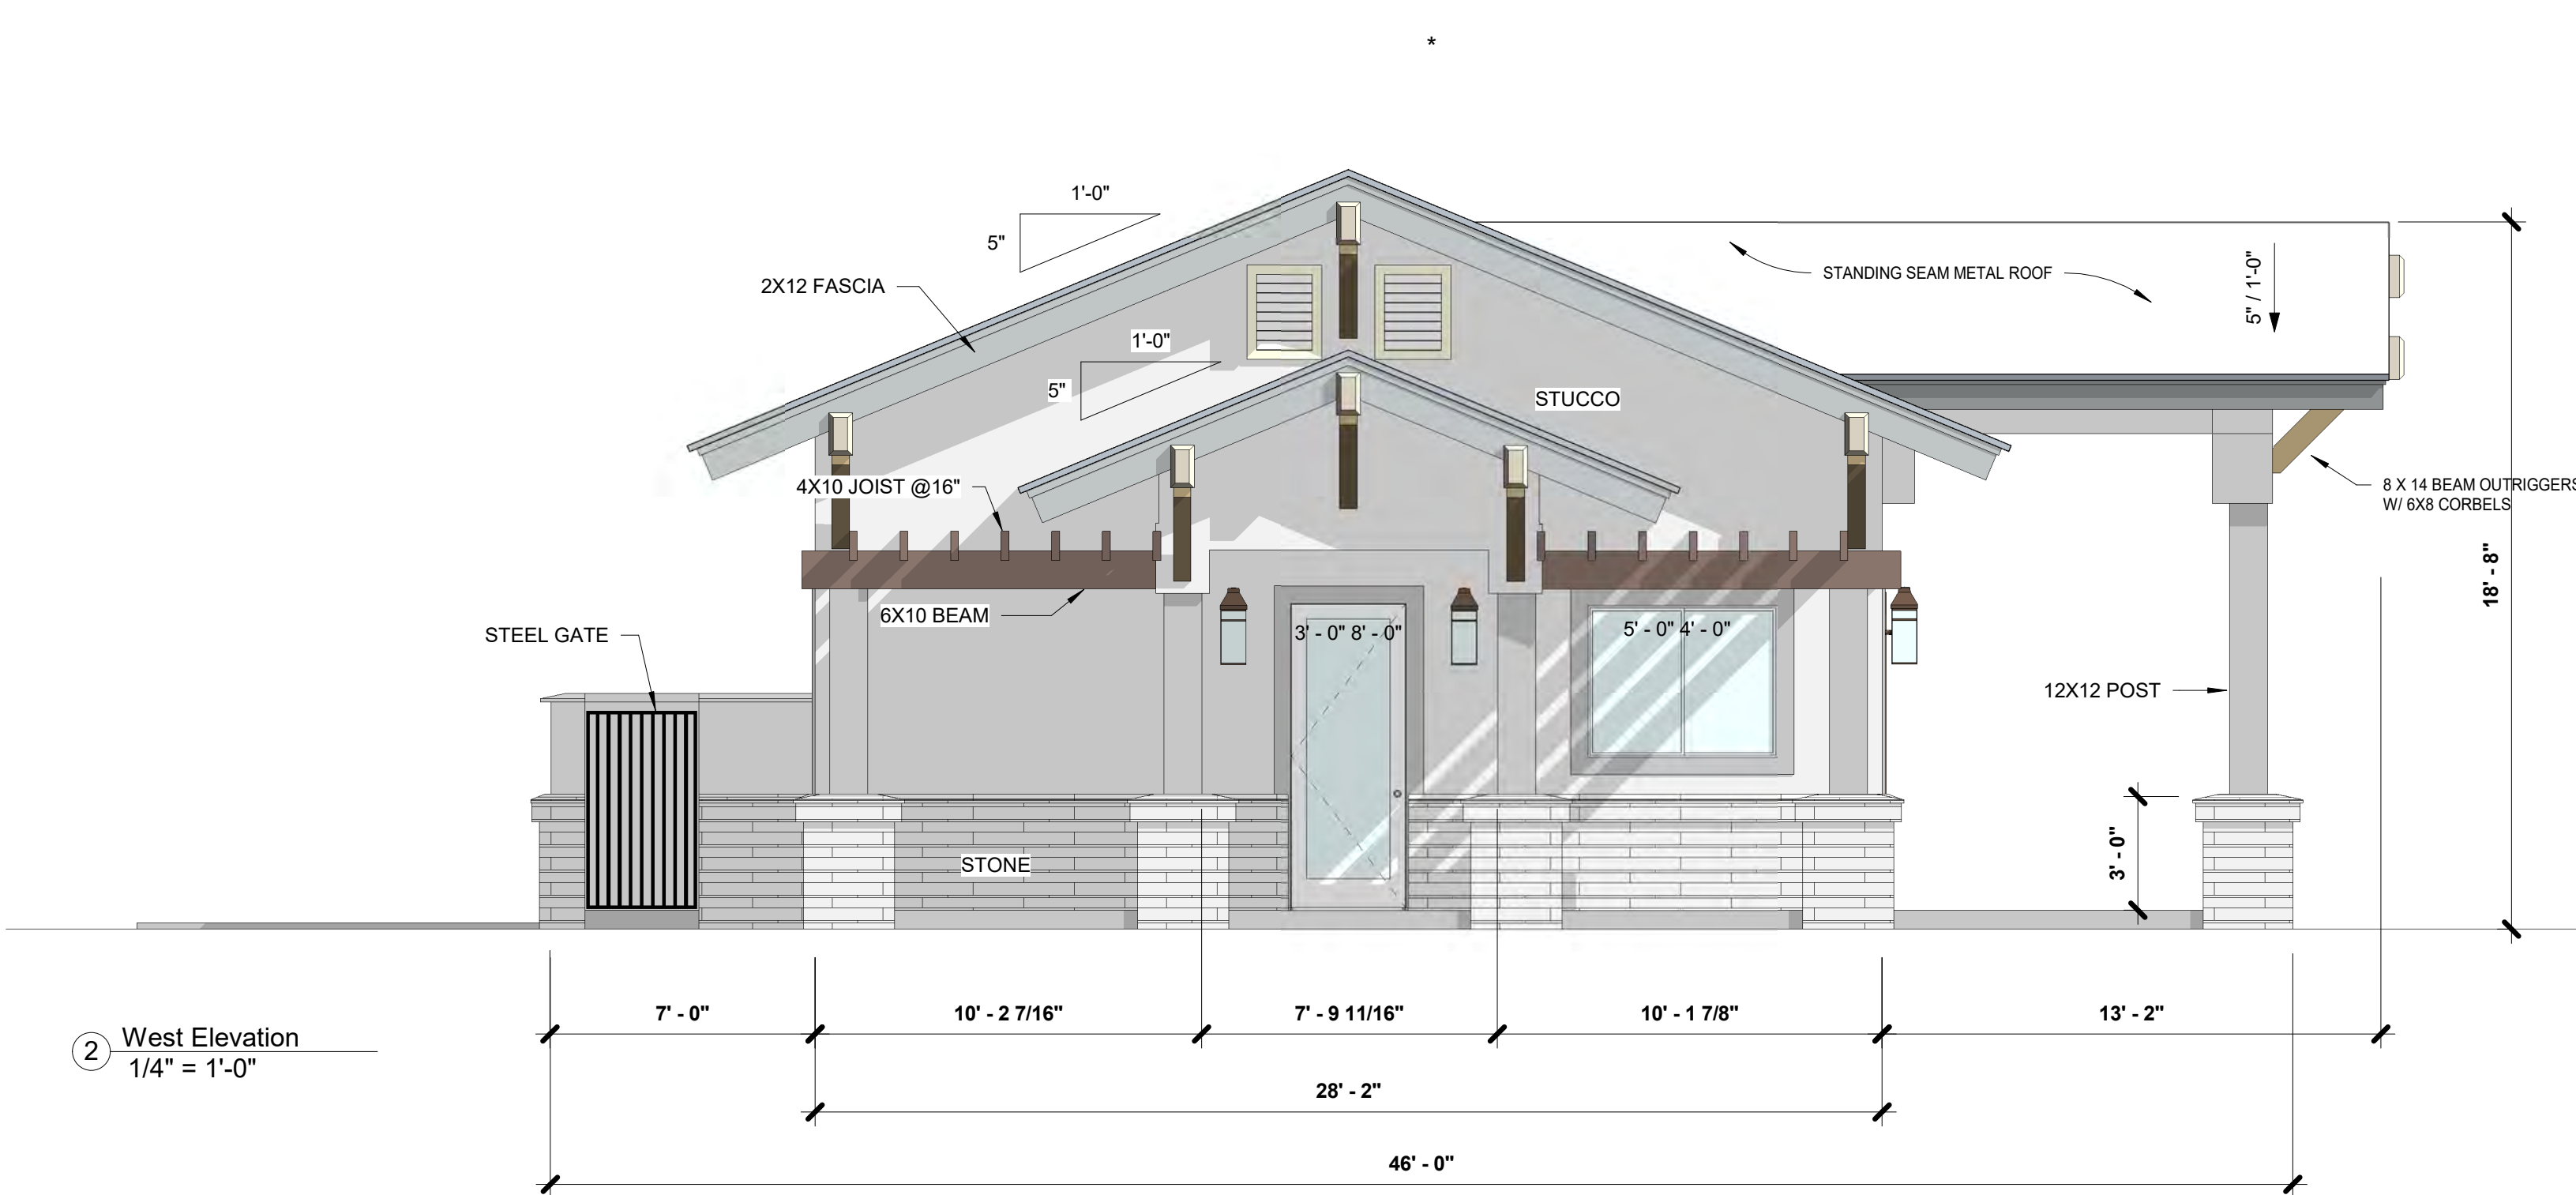 *
1'-0"
5"
2X12 FASCIA
STANDING SEAM METAL ROOF
5" / 1'-0"
1'-0"
5"
STUCCO
4X10 JOIST @16"
8 X 14 BEAM OUTRIGGERS
W/ 6X8 CORBELS
18' - 8"
6X10 BEAM
STEEL GATE
3' - 0" 8' - 0"
5' - 0" 4' - 0"
12X12 POST
3' - 0"
STONE
7' - 0"
10' - 2 7/16"
7' - 9 11/16"
10' - 1 7/8"
13' - 2"
2
West Elevation
1/4" = 1'-0"
28' - 2"
46' - 0"